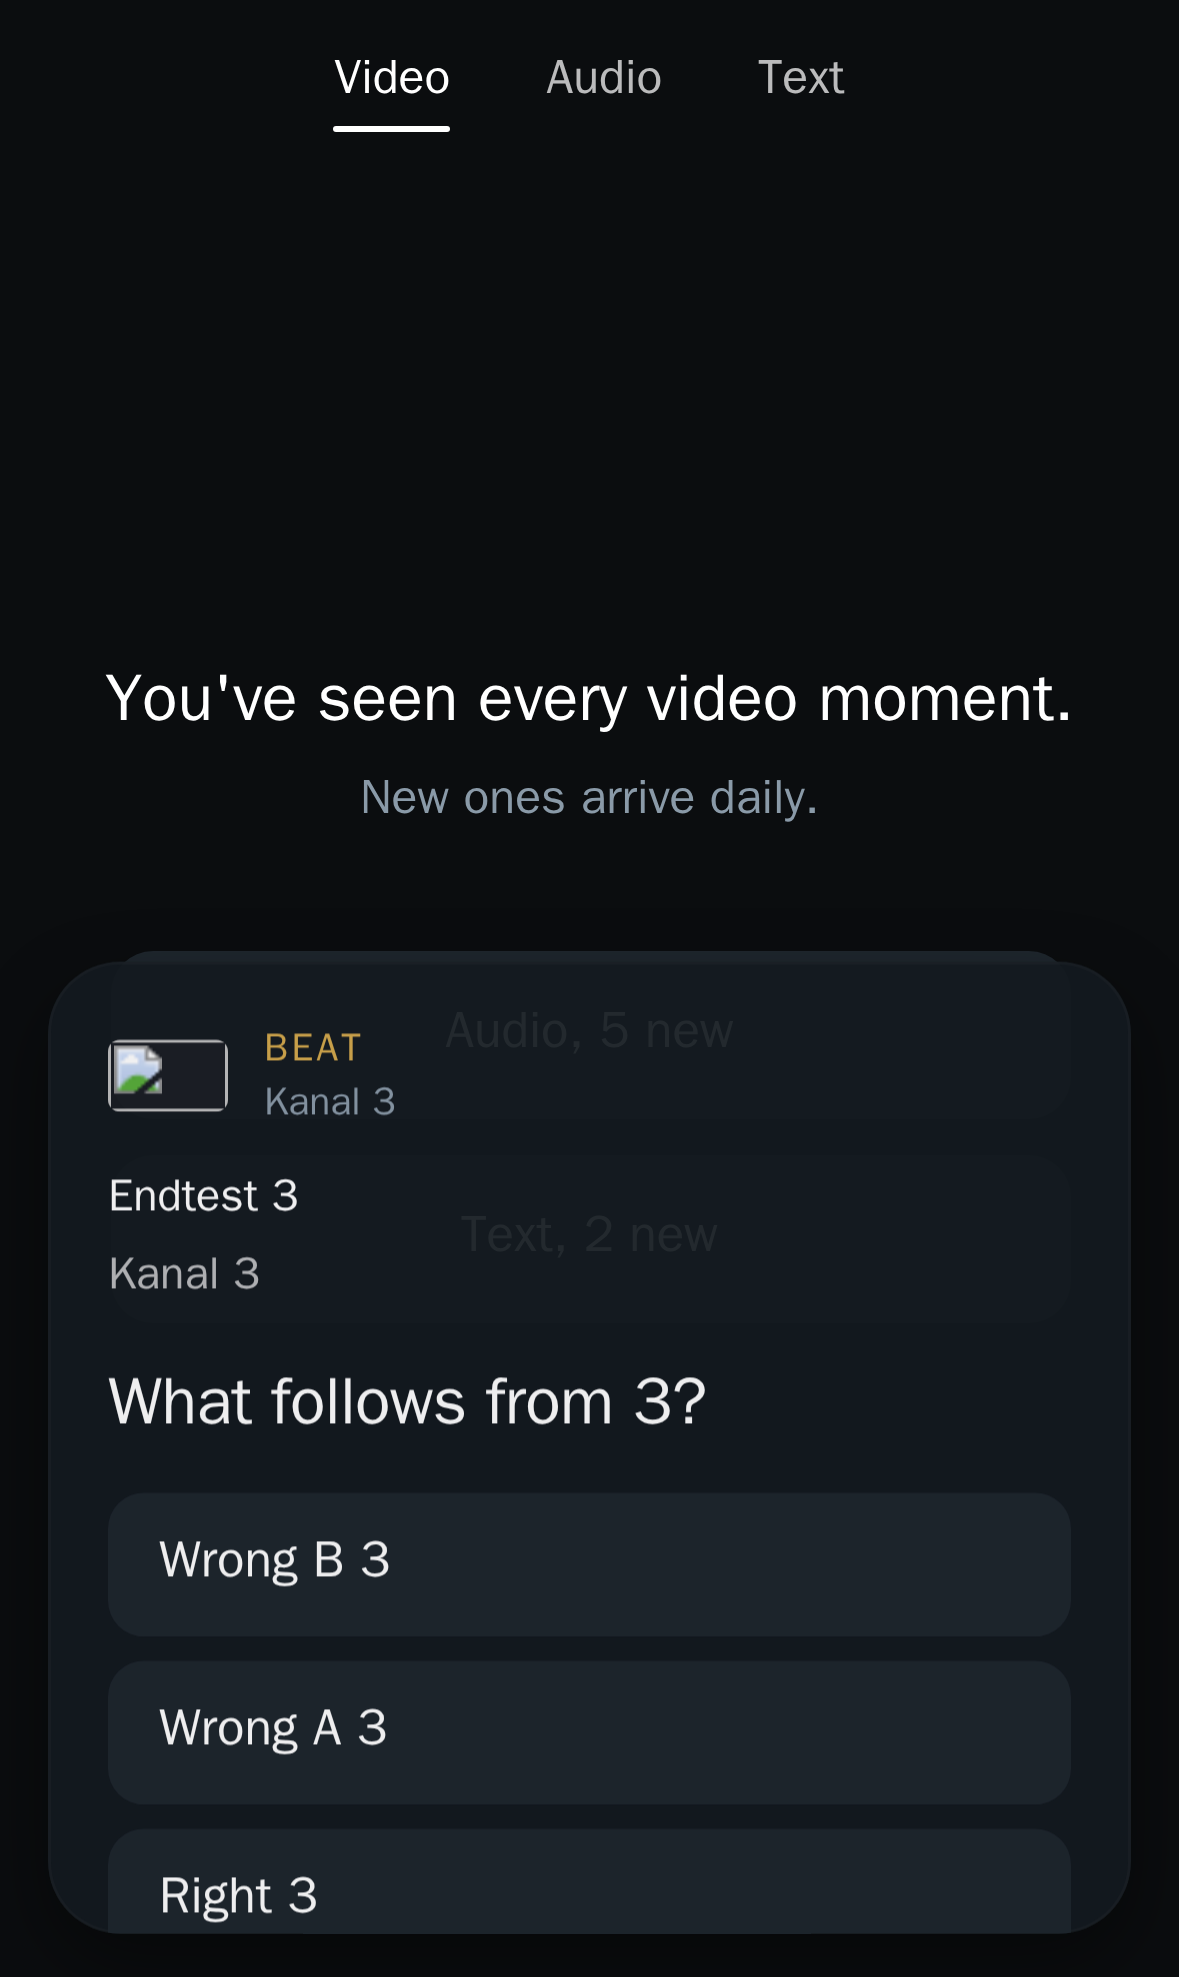 Video
Audio
Text
You've seen every video moment.
New ones arrive daily.
Audio, 5 new
BEAT
Kanal 3
Endtest 3
Text, 2 new
Kanal 3
What follows from 3?
Wrong B 3
Wrong A 3
Right 3